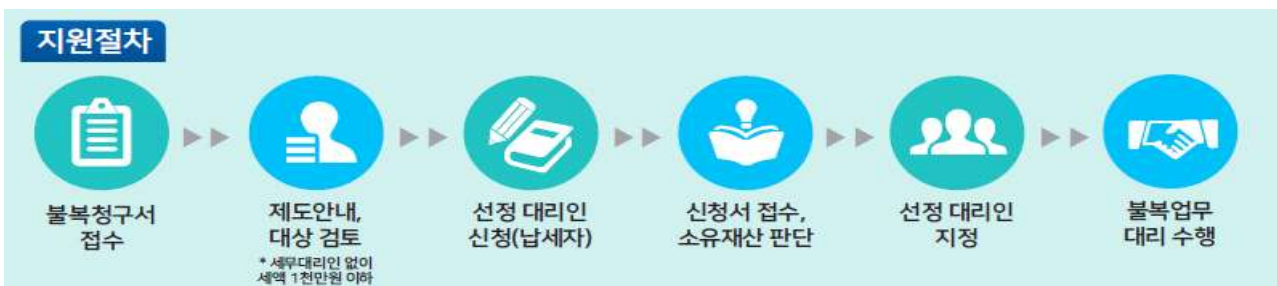 지원절차
불복청구서
접수
제도안내,
대상 검토
* 세무대리인 없이
세액 1천만원 이하
선정 대리인
신청(납세자)
신청서 접수,
소유재산 판단
선정 대리인
지정
불복업무
대리 수행